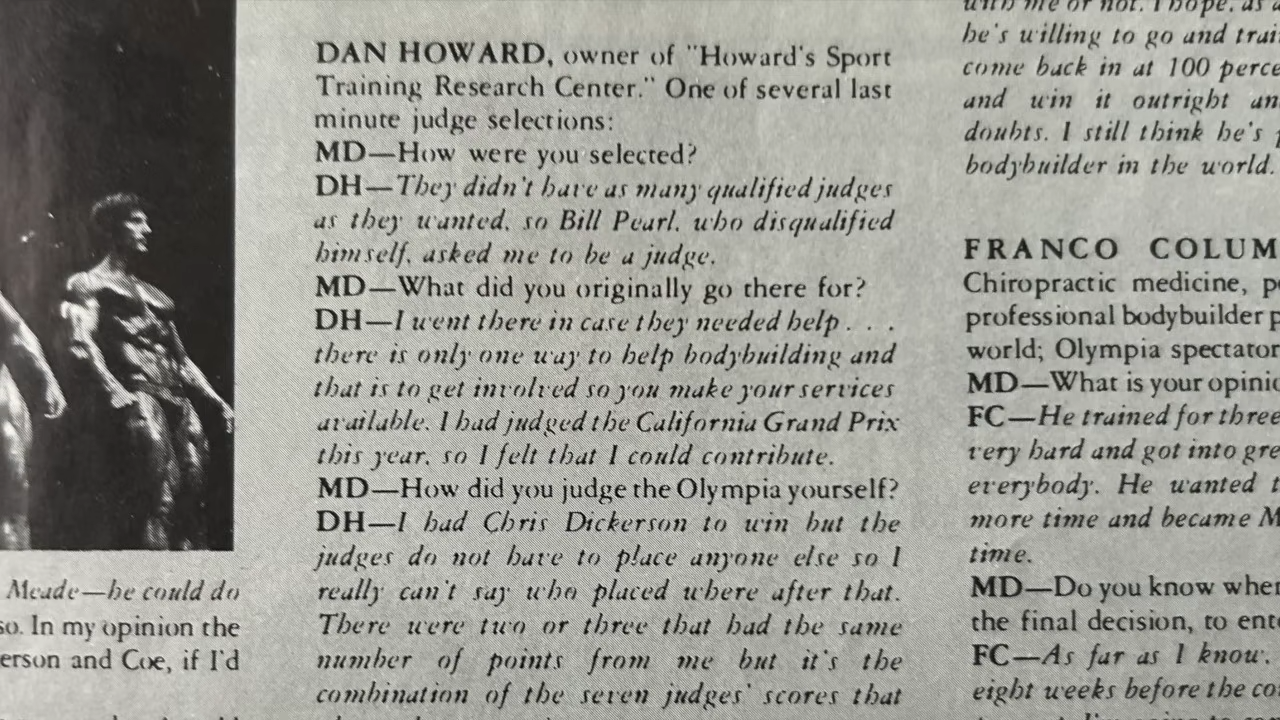 Meade—he could do
so. In my opinion the
erson and Coe, if I'd
DAN HOWARD, owner of "Howard's Sport
Training Research Center." One of several last
minute judge selections:
MD—How were you selected?
DH—They didn't have as many qualified judges
as they wanted, so Bill Pearl, who disqualified
himself, asked me to be a judge.
MD—What did you originally go there for?
DH—I went there in case they needed help . . .
there is only one way to help bodybuilding and
that is to get involved so you make your services
available. I had judged the California Grand Prix
this year, so I felt that I could contribute.
MD—How did you judge the Olympia yourself?
DH—I had Chris Dickerson to win but the
judges do not have to place anyone else so I
really can't say who placed where after that.
There were two or three that had the same
number of points from me but it's the
combination of the seven judges' scores that
with me or not. I hope, as a
he's willing to go and trai
come back in at 100 perce
and win it outright an
doubts. I still think he's p
bodybuilder in the world.
FRANCO COLUM
Chiropractic medicine, p
professional bodybuilder p
world; Olympia spectator
MD—What is your opinio
FC—He trained for three
very hard and got into gre
everybody. He wanted t
more time and became M
time.
MD—Do you know when
the final decision, to ente
FC—As far as I know,
eight weeks before the co